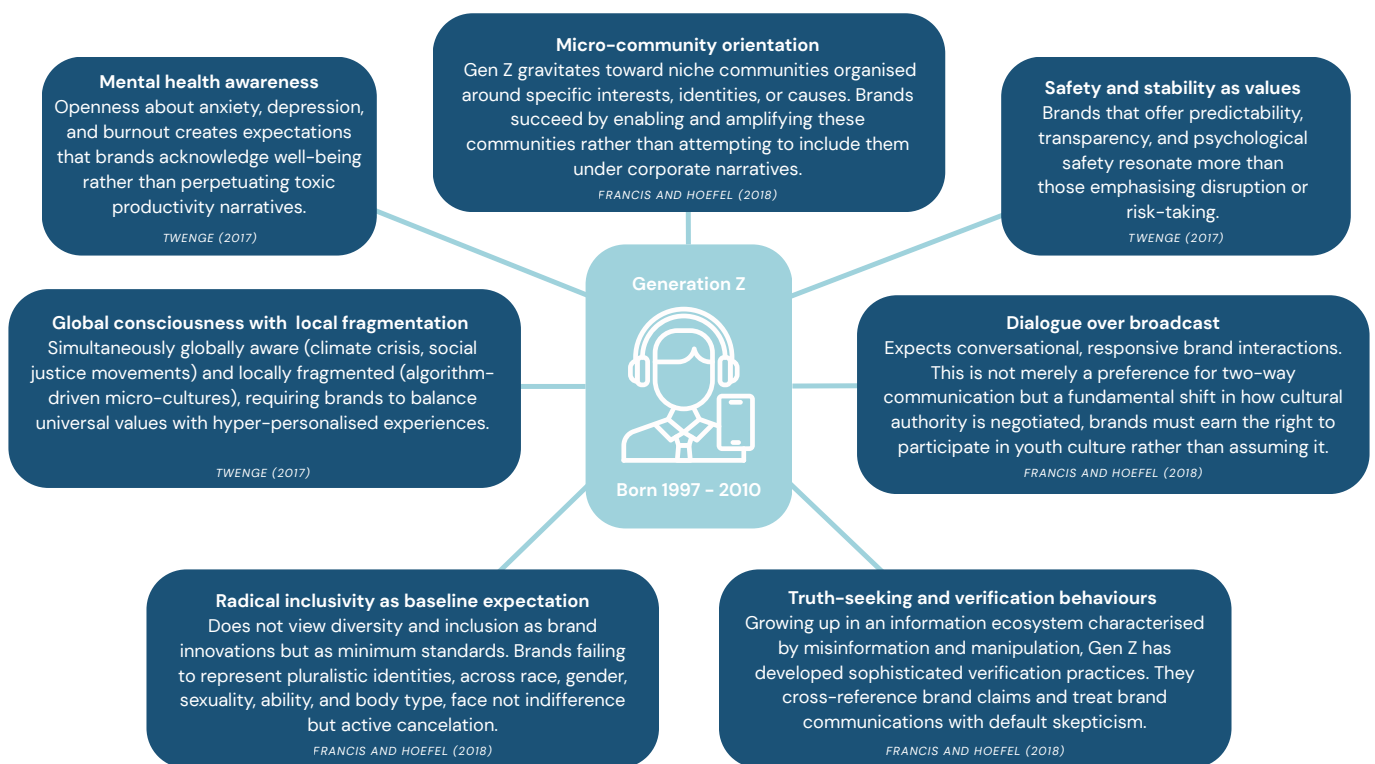 Micro-community orientation
Gen Z gravitates toward niche communities organised
around specific interests, identities, or causes. Brands
succeed by enabling and amplifying these
communities rather than attempting to include them
under corporate narratives.
FRANCIS AND HOEFEL (2018)
Mental health awareness
Openness about anxiety, depression,
and burnout creates expectations
that brands acknowledge well-being
rather than perpetuating toxic
productivity narratives.
TWENGE (2017)
Safety and stability as values
Brands that offer predictability,
transparency, and psychological
safety resonate more than
those emphasising disruption or
risk-taking.
TWENGE (2017)
Generation Z
Born 1997 - 2010
Global consciousness with local fragmentation
Simultaneously globally aware (climate crisis, social
justice movements) and locally fragmented (algorithm-
driven micro-cultures), requiring brands to balance
universal values with hyper-personalised experiences.
TWENGE (2017)
Dialogue over broadcast
Expects conversational, responsive brand interactions.
This is not merely a preference for two-way
communication but a fundamental shift in how cultural
authority is negotiated, brands must earn the right to
participate in youth culture rather than assuming it.
FRANCIS AND HOEFEL (2018)
Radical inclusivity as baseline expectation
Does not view diversity and inclusion as brand
innovations but as minimum standards. Brands failing
to represent pluralistic identities, across race, gender,
sexuality, ability, and body type, face not indifference
but active cancelation.
FRANCIS AND HOEFEL (2018)
Truth-seeking and verification behaviours
Growing up in an information ecosystem characterised
by misinformation and manipulation, Gen Z has
developed sophisticated verification practices. They
cross-reference brand claims and treat brand
communications with default skepticism.
FRANCIS AND HOEFEL (2018)